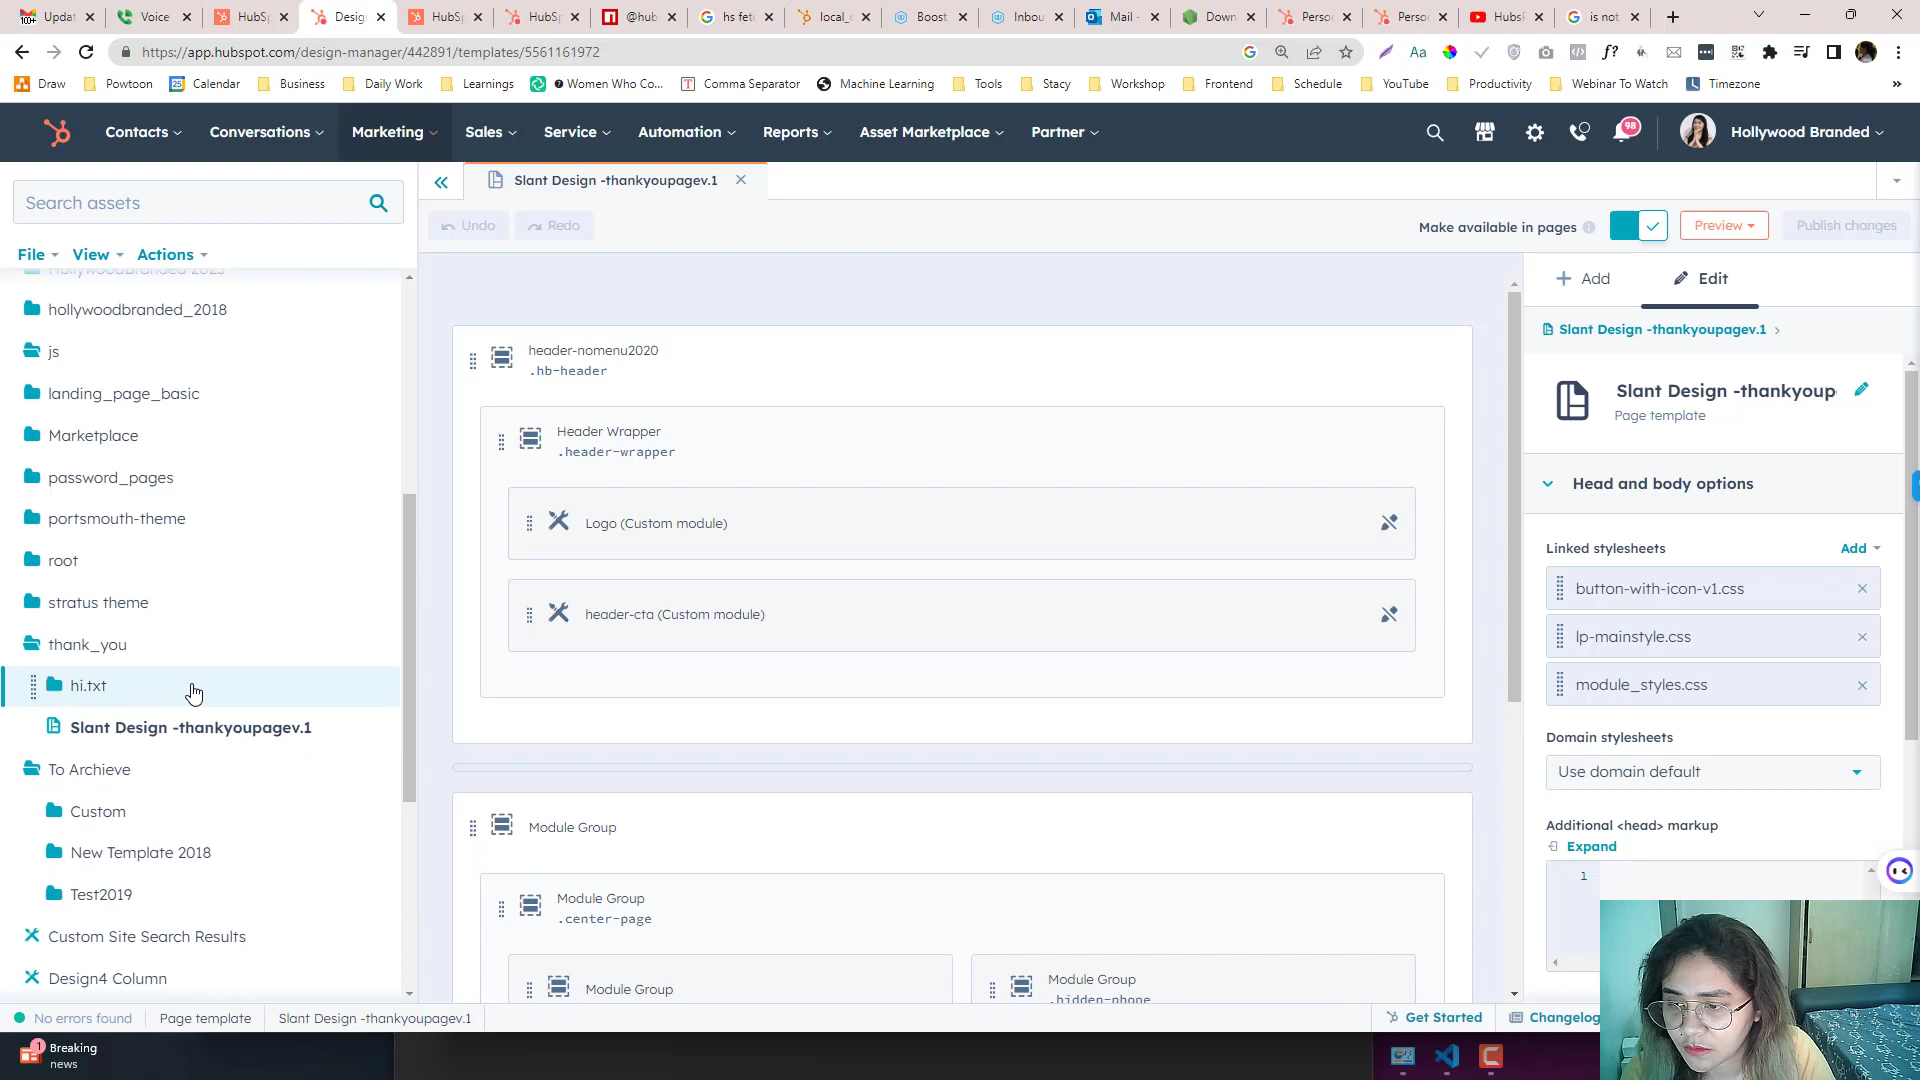 Updat
Voice
HubSp
Desig
HubSp
HubSp
@hub
hs fetc
local_c
Boost
Inbou
Mail -
Down
Perso
Perso
HubsP
is not
https://app.hubspot.com/design-manager/442891/templates/5561161972
Draw
Powtoon
Calendar
Business
Daily Work
Learnings
Women Who Co...
Comma Separator
Machine Learning
Tools
Stacy
Workshop
Frontend
Schedule
YouTube
Productivity
Webinar To Watch
Timezone
Contacts
Conversations
Marketing
Sales
Service
Automation
Reports
Asset Marketplace
Partner
98
Hollywood Branded
Search assets
File
View
Actions
HollywoodBranded 2023
hollywoodbranded_2018
js
landing_page_basic
Marketplace
password_pages
portsmouth-theme
root
stratus theme
thank_you
hi.txt
Slant Design -thankyoupagev.1
To Archieve
Custom
New Template 2018
Test2019
Custom Site Search Results
Design4 Column
Slant Design -thankyoupagev.1
Undo
Redo
Make available in pages
Preview
Publish changes
header-nomenu2020
.hb-header
Header Wrapper
.header-wrapper
Logo (Custom module)
header-cta (Custom module)
Module Group
Module Group
.center-page
Module Group
Module Group
.hidden-phone
Add
Edit
Slant Design -thankyoupagev.1
Slant Design -thankyoup
Page template
Head and body options
Linked stylesheets
Add
button-with-icon-v1.css
lp-mainstyle.css
module_styles.css
Domain stylesheets
Use domain default
Additional <head> markup
Expand
1
No errors found
Page template
Slant Design -thankyoupagev.1
Get Started
Changelog
1
Breaking
news